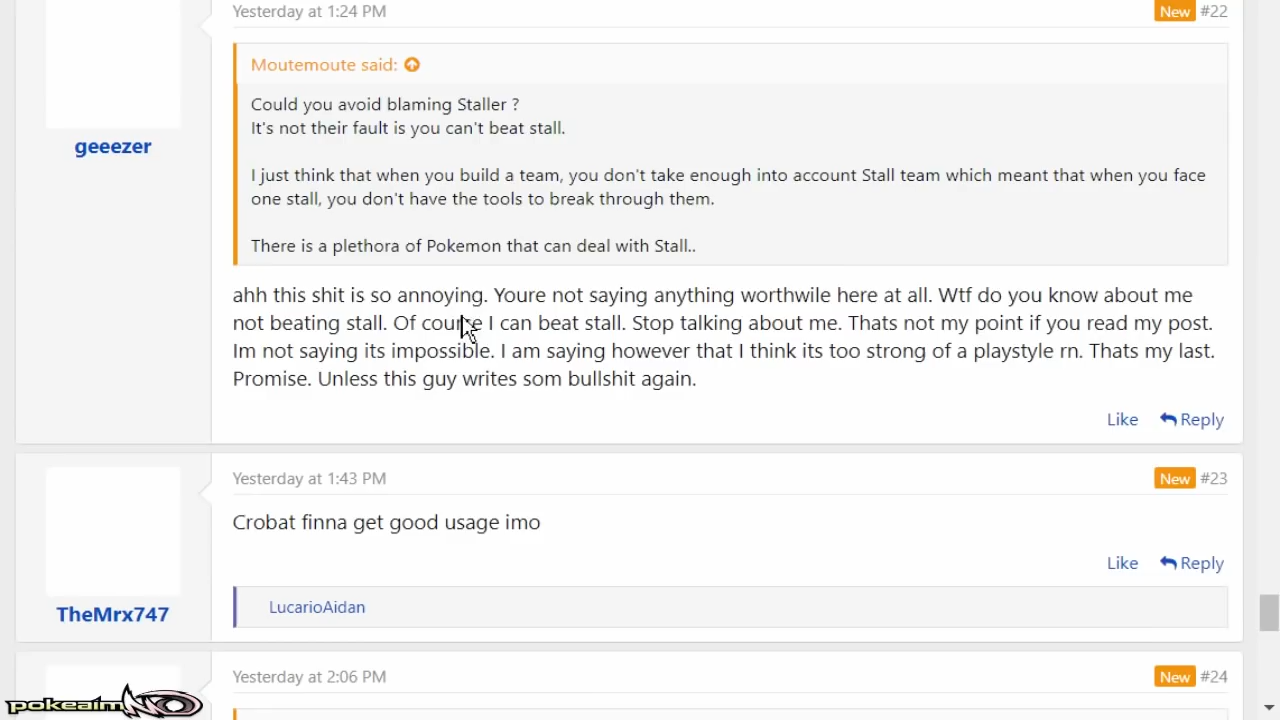 Yesterday at 1:24 PM
New #22
geeezer
Moutemoute said:
Could you avoid blaming Staller ?
It's not their fault is you can't beat stall.
I just think that when you build a team, you don't take enough into account Stall team which meant that when you face
one stall, you don't have the tools to break through them.
There is a plethora of Pokemon that can deal with Stall..
ahh this shit is so annoying. Youre not saying anything worthwile here at all. Wtf do you know about me
not beating stall. Of course I can beat stall. Stop talking about me. Thats not my point if you read my post.
Im not saying its impossible. I am saying however that I think its too strong of a playstyle rn. Thats my last.
Promise. Unless this guy writes som bullshit again.
Like Reply
Yesterday at 1:43 PM
New #23
TheMrx747
Crobat finna get good usage imo
Like Reply
LucarioAidan
Yesterday at 2:06 PM
New #24
pokeaimMD